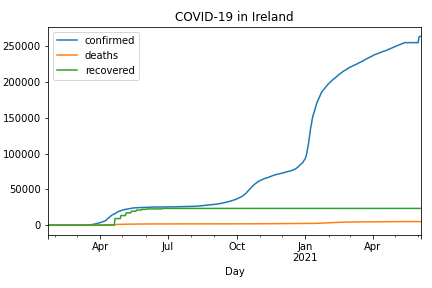 COVID-19 in Ireland
confirmed
deaths
recovered
250000
200000
150000
100000
50000
0
Apr Jul Oct Jan Apr
2021
Day